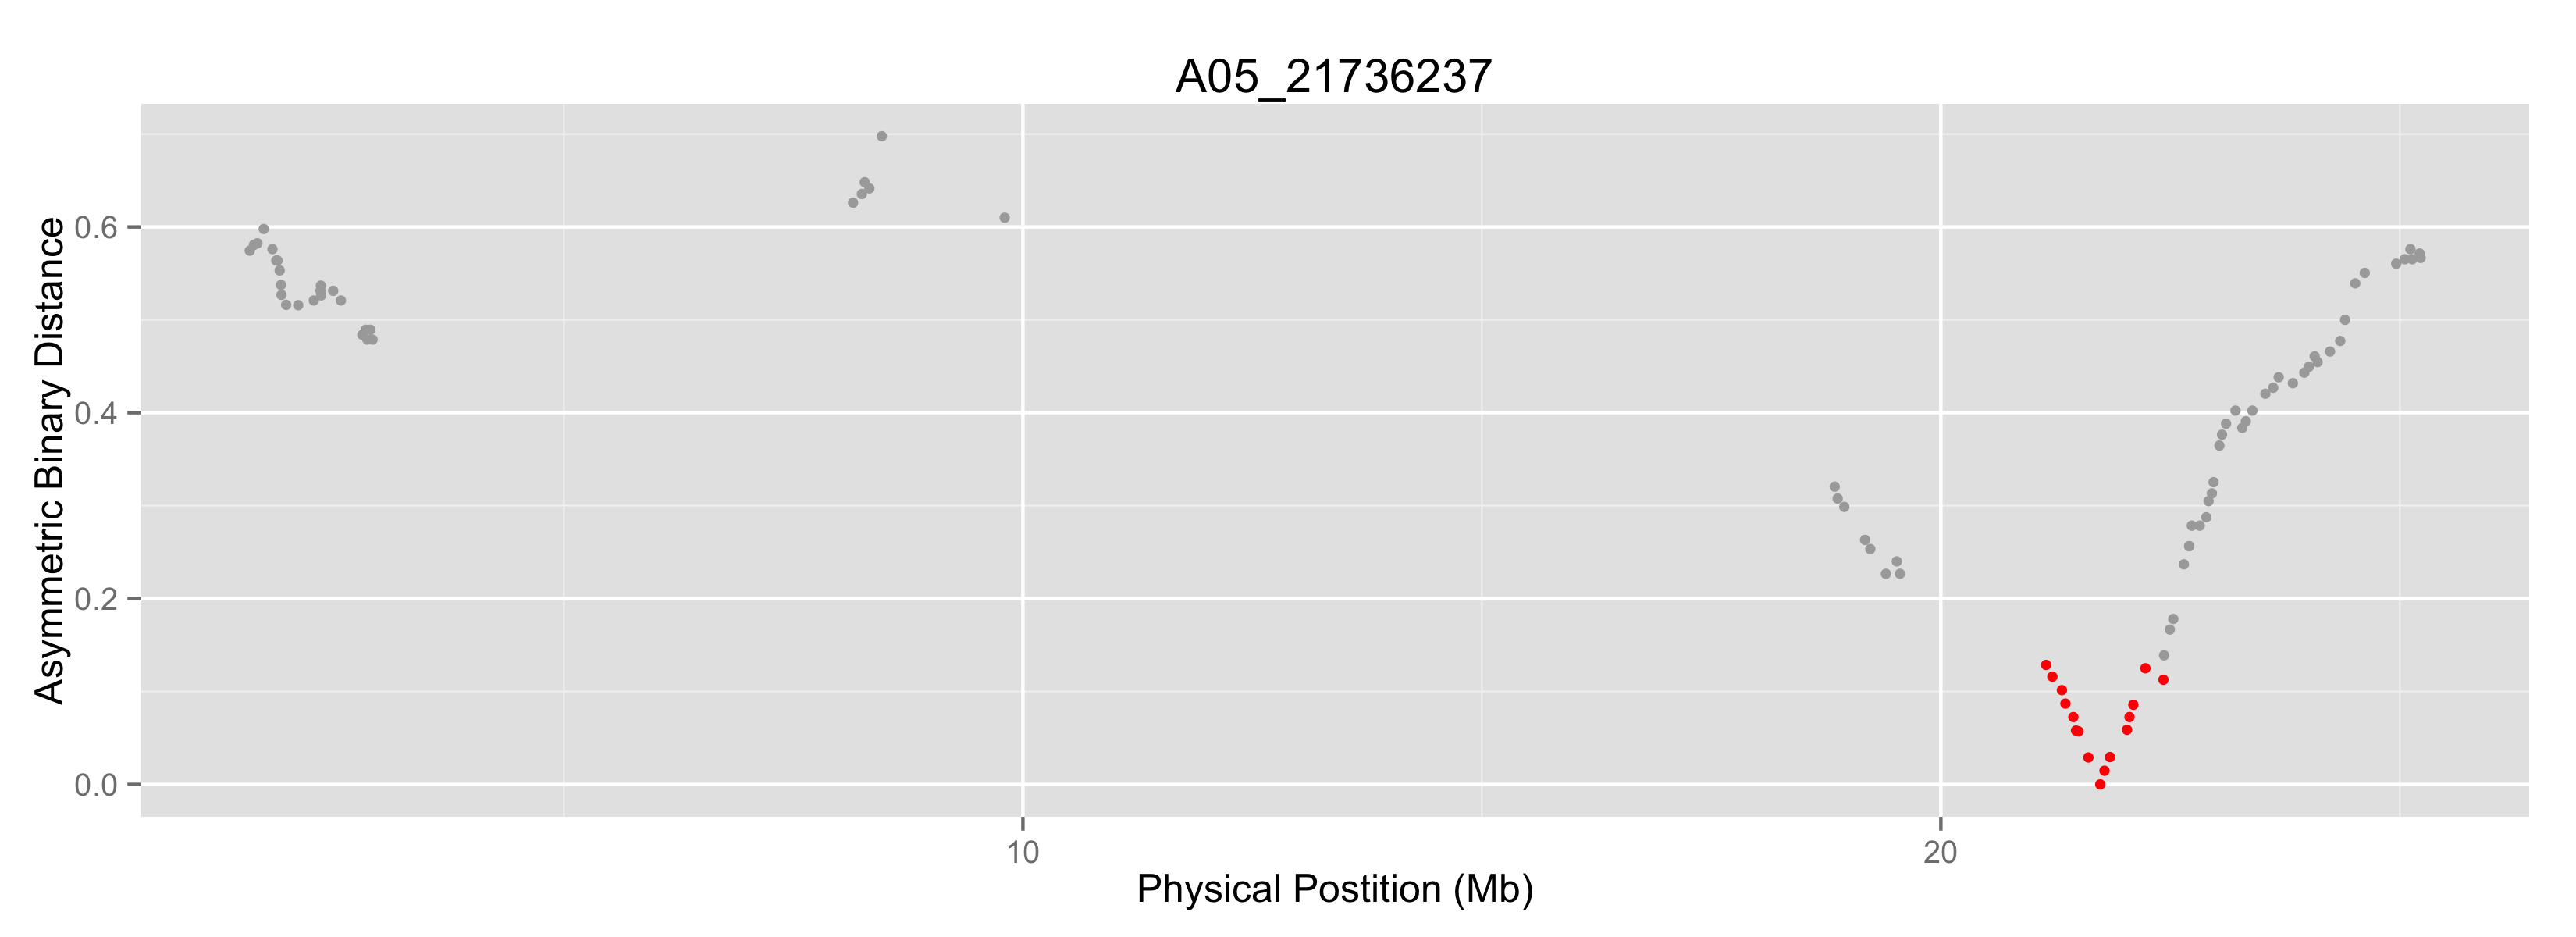 A05_21736237
Asymmetric Binary Distance
0.6
0.4
0.2
0.0
10
20
Physical Postition (Mb)